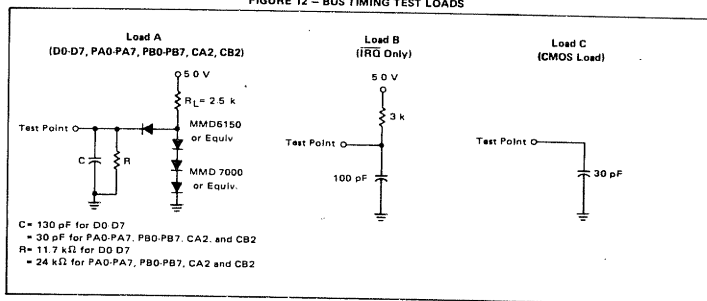 FIGURE 12 – BUS TIMING TEST LOADS
Load A
(D0-D7, PA0-PA7, PB0-PB7, CA2, CB2)
5 0 V
RL= 2.5 k
Test Point
MMD6150
or Equiv
C
R
MMD 7000
or Equiv.
C= 130 pF for D0 D7
= 30 pF for PA0-PA7, PB0-PB7. CA2, and CB2
R= 11.7 kΩ for D0 D7
= 24 kΩ for PA0-PA7, PB0-PB7, CA2 and CB2
Load B
(IRQ Only)
5 0 V
3 k
Test Point
100 pF
Load C
(CMOS Load)
Test Point
30 pF